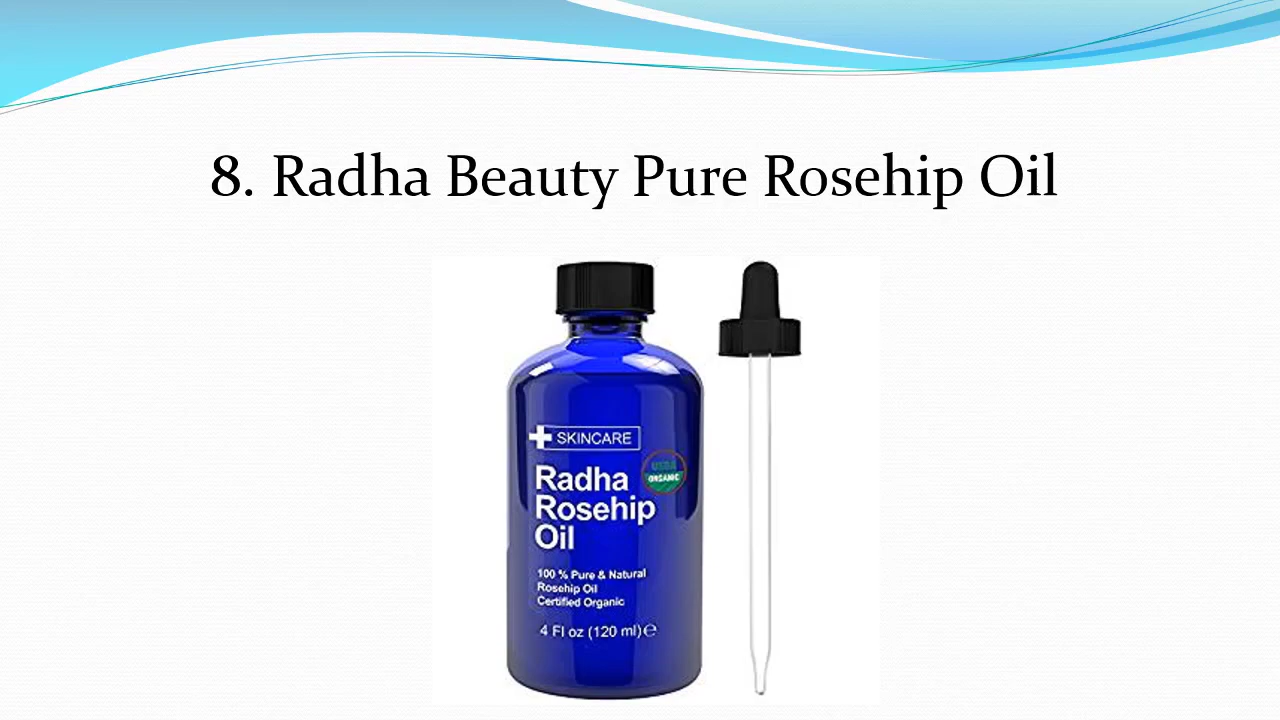 8. Radha Beauty Pure Rosehip Oil
SKINCARE
Radha
Rosehip
Oil
USDA
ORGANIC
100 % Pure & Natural
Rosehip Oil
Certified Organic
4 Fl oz (120 ml) ℮